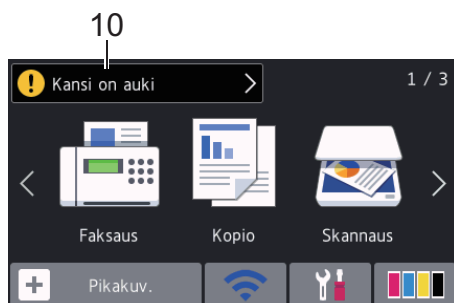 10
Kansi on auki
1 / 3
Faksaus Kopio Skannaus
Pikakuv.